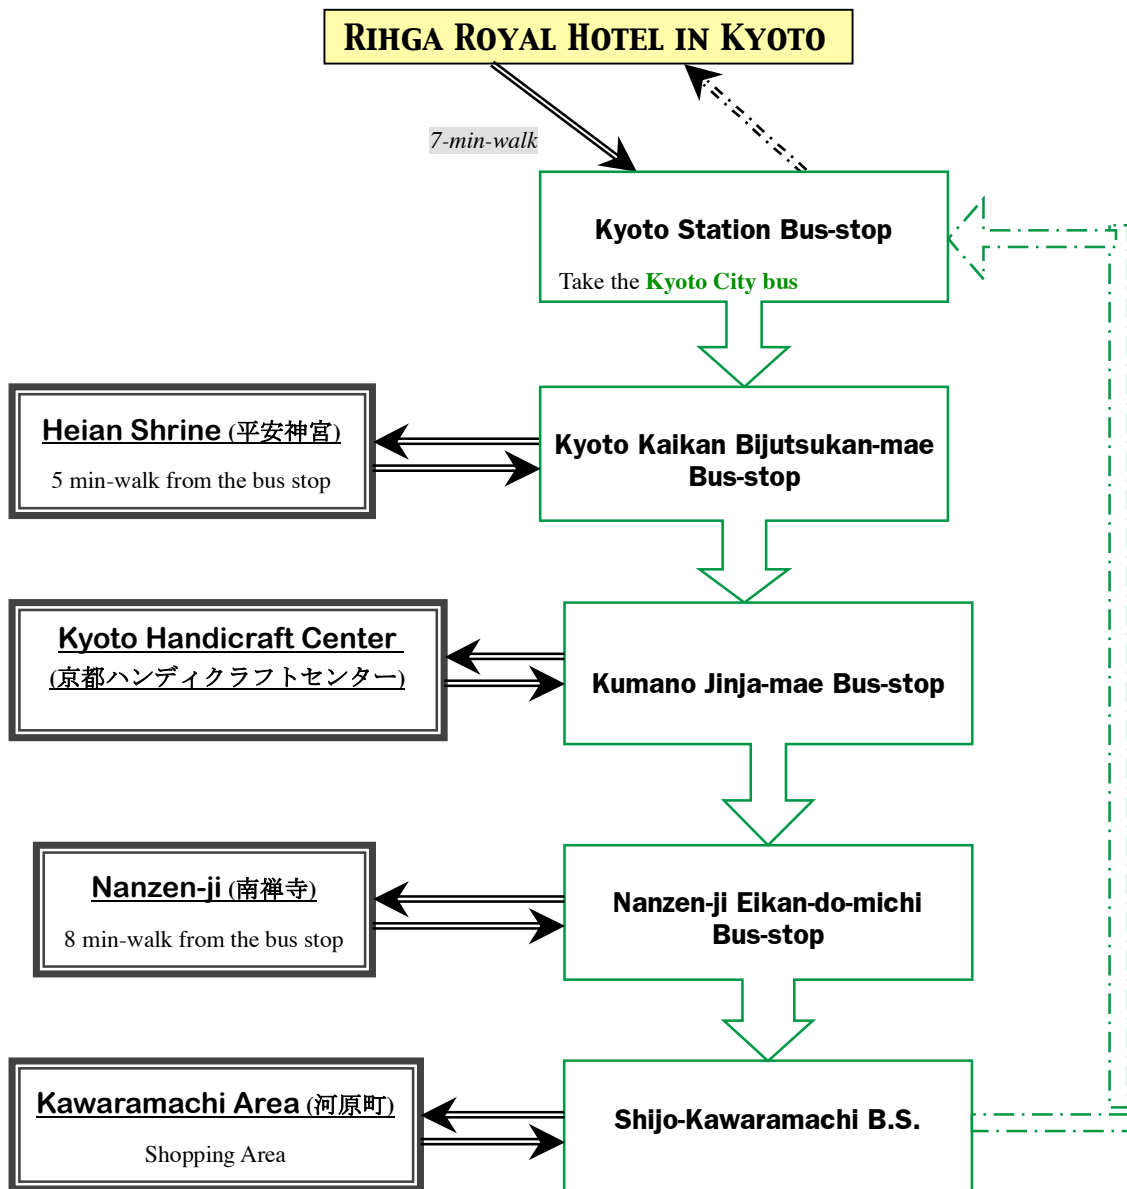 RIHGA ROYAL HOTEL IN KYOTO
7-min-walk
Kyoto Station Bus-stop
Take the Kyoto City bus
Heian Shrine (平安神宮)
5 min-walk from the bus stop
Kyoto Kaikan Bijutsukan-mae
Bus-stop
Kyoto Handicraft Center
(京都ハンディクラフトセンター)
Kumano Jinja-mae Bus-stop
Nanzen-ji (南禅寺)
8 min-walk from the bus stop
Nanzen-ji Eikan-do-michi
Bus-stop
Kawaramachi Area (河原町)
Shopping Area
Shijo-Kawaramachi B.S.